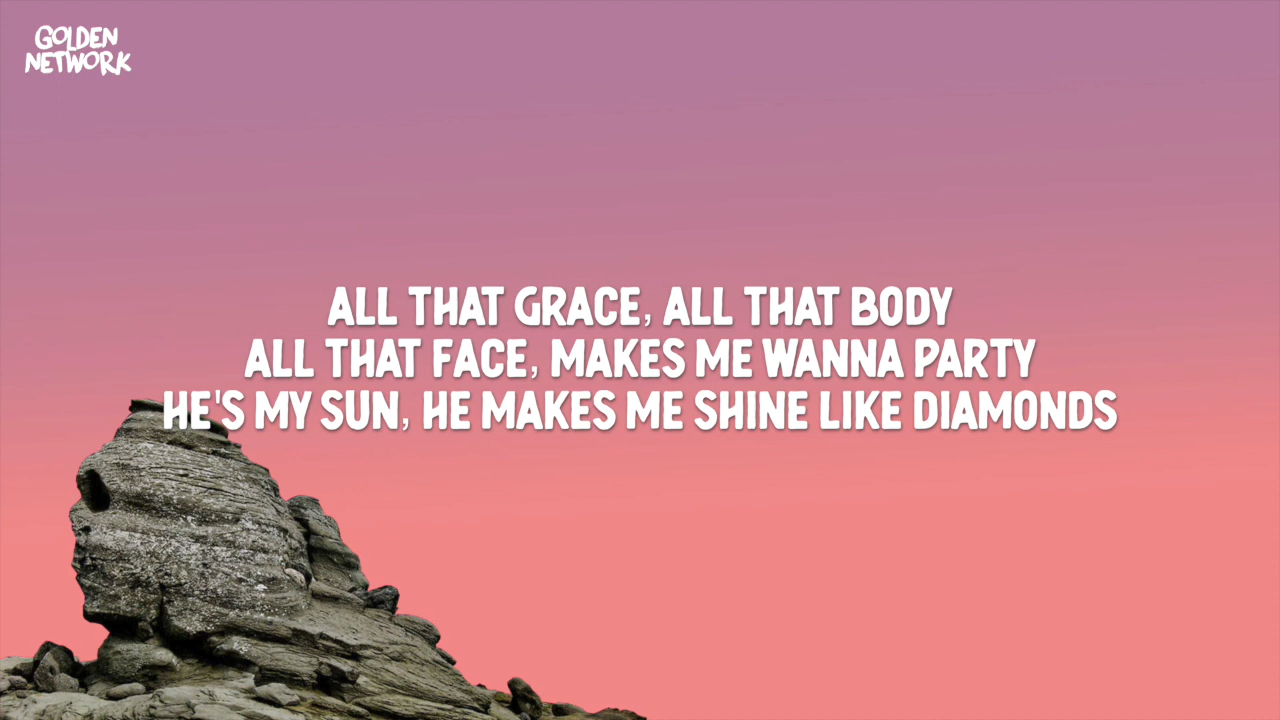 GOLDEN
NETWORK
ALL THAT GRACE, ALL THAT BODY
ALL THAT FACE, MAKES ME WANNA PARTY
HE'S MY SUN, HE MAKES ME SHINE LIKE DIAMONDS